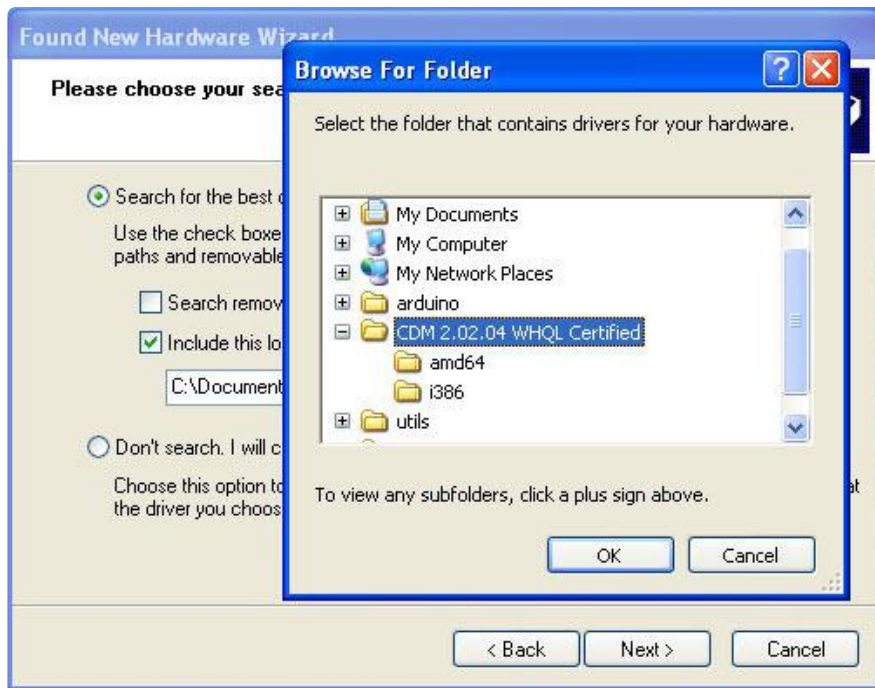 Found New Hardware Wizard
Please choose your sea
Search for the best
Use the check boxe
paths and removable
Search remov
Include this lo
C:\Document
Don't search. I will c
Choose this option to
at
the driver you choos
< Back
Next >
Cancel
Browse For Folder
Select the folder that contains drivers for your hardware.
My Documents
My Computer
My Network Places
arduino
CDM 2.02.04 WHQL Certified
amd64
i386
utils
To view any subfolders, click a plus sign above.
OK
Cancel